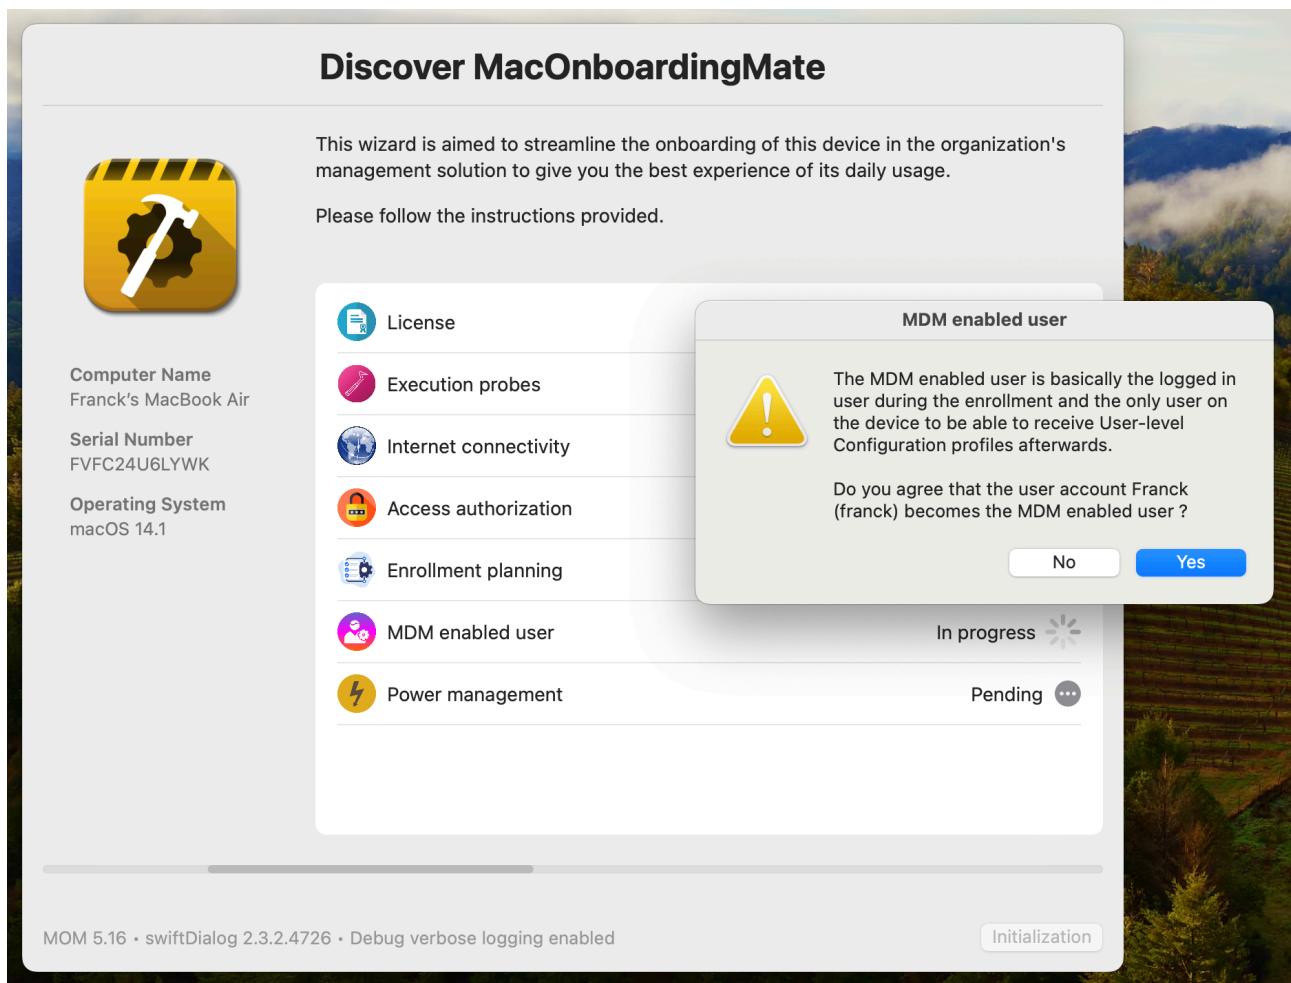 Discover MacOnboardingMate
This wizard is aimed to streamline the onboarding of this device in the organization's
management solution to give you the best experience of its daily usage.
Please follow the instructions provided.
Computer Name
Franck's MacBook Air
Serial Number
FVFC24U6LYWK
Operating System
macOS 14.1
License
Execution probes
Internet connectivity
Access authorization
Enrollment planning
MDM enabled user
In progress
Power management
Pending
MDM enabled user
The MDM enabled user is basically the logged in
user during the enrollment and the only user on
the device to be able to receive User-level
Configuration profiles afterwards.
Do you agree that the user account Franck
(franck) becomes the MDM enabled user ?
No
Yes
MOM 5.16 • swiftDialog 2.3.2.4726 • Debug verbose logging enabled
Initialization